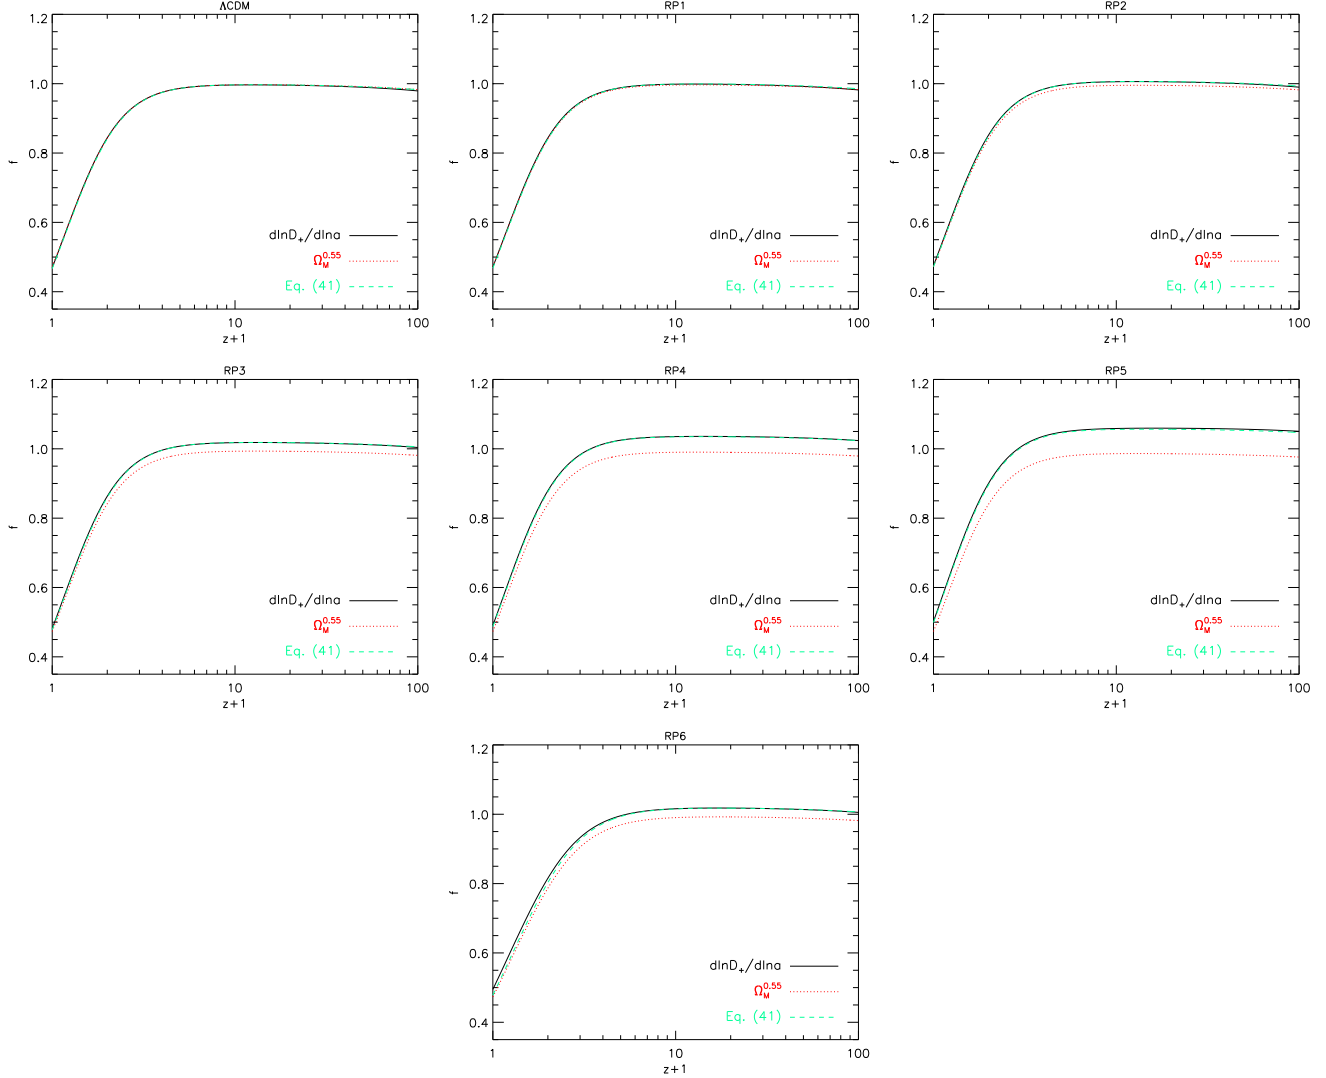 ΛCDM
1.2
1.0
0.8
0.6
0.4
f
dlnD+/dlna
Ω_M^0.55
Eq. (41)
1 10 100
z+1
RP1
1.2
1.0
0.8
0.6
0.4
f
dlnD+/dlna
Ω_M^0.55
Eq. (41)
1 10 100
z+1
RP2
1.2
1.0
0.8
0.6
0.4
f
dlnD+/dlna
Ω_M^0.55
Eq. (41)
1 10 100
z+1
RP3
1.2
1.0
0.8
0.6
0.4
f
dlnD+/dlna
Ω_M^0.55
Eq. (41)
1 10 100
z+1
RP4
1.2
1.0
0.8
0.6
0.4
f
dlnD+/dlna
Ω_M^0.55
Eq. (41)
1 10 100
z+1
RP5
1.2
1.0
0.8
0.6
0.4
f
dlnD+/dlna
Ω_M^0.55
Eq. (41)
1 10 100
z+1
RP6
1.2
1.0
0.8
0.6
0.4
f
dlnD+/dlna
Ω_M^0.55
Eq. (41)
1 10 100
z+1